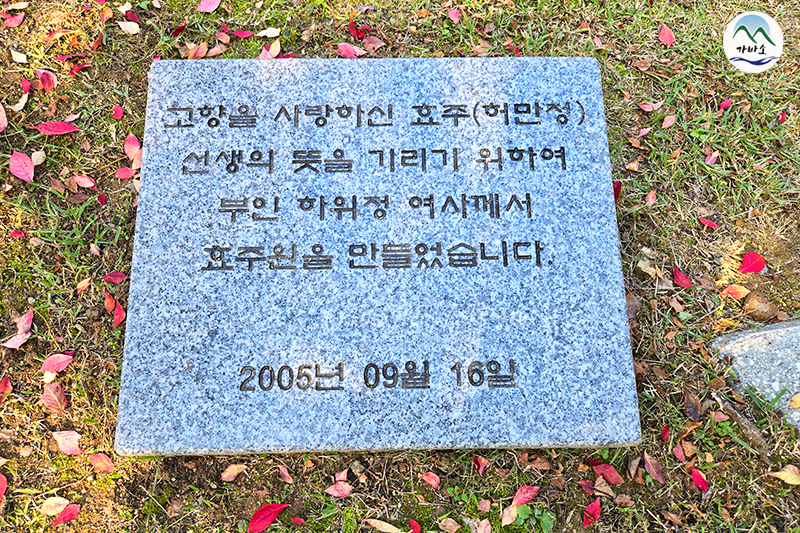 가바소
고향을 사랑하신 효주(허만정)
선생의 뜻을 기리기 위하여
부인 하위정 여사께서
효주원을 만들었습니다.
2005년 09월 16일